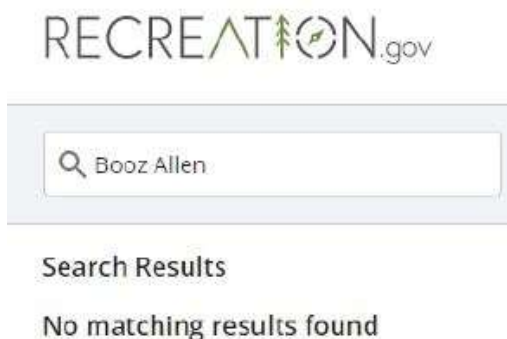 RECREATION.gov
Booz Allen
Search Results
No matching results found